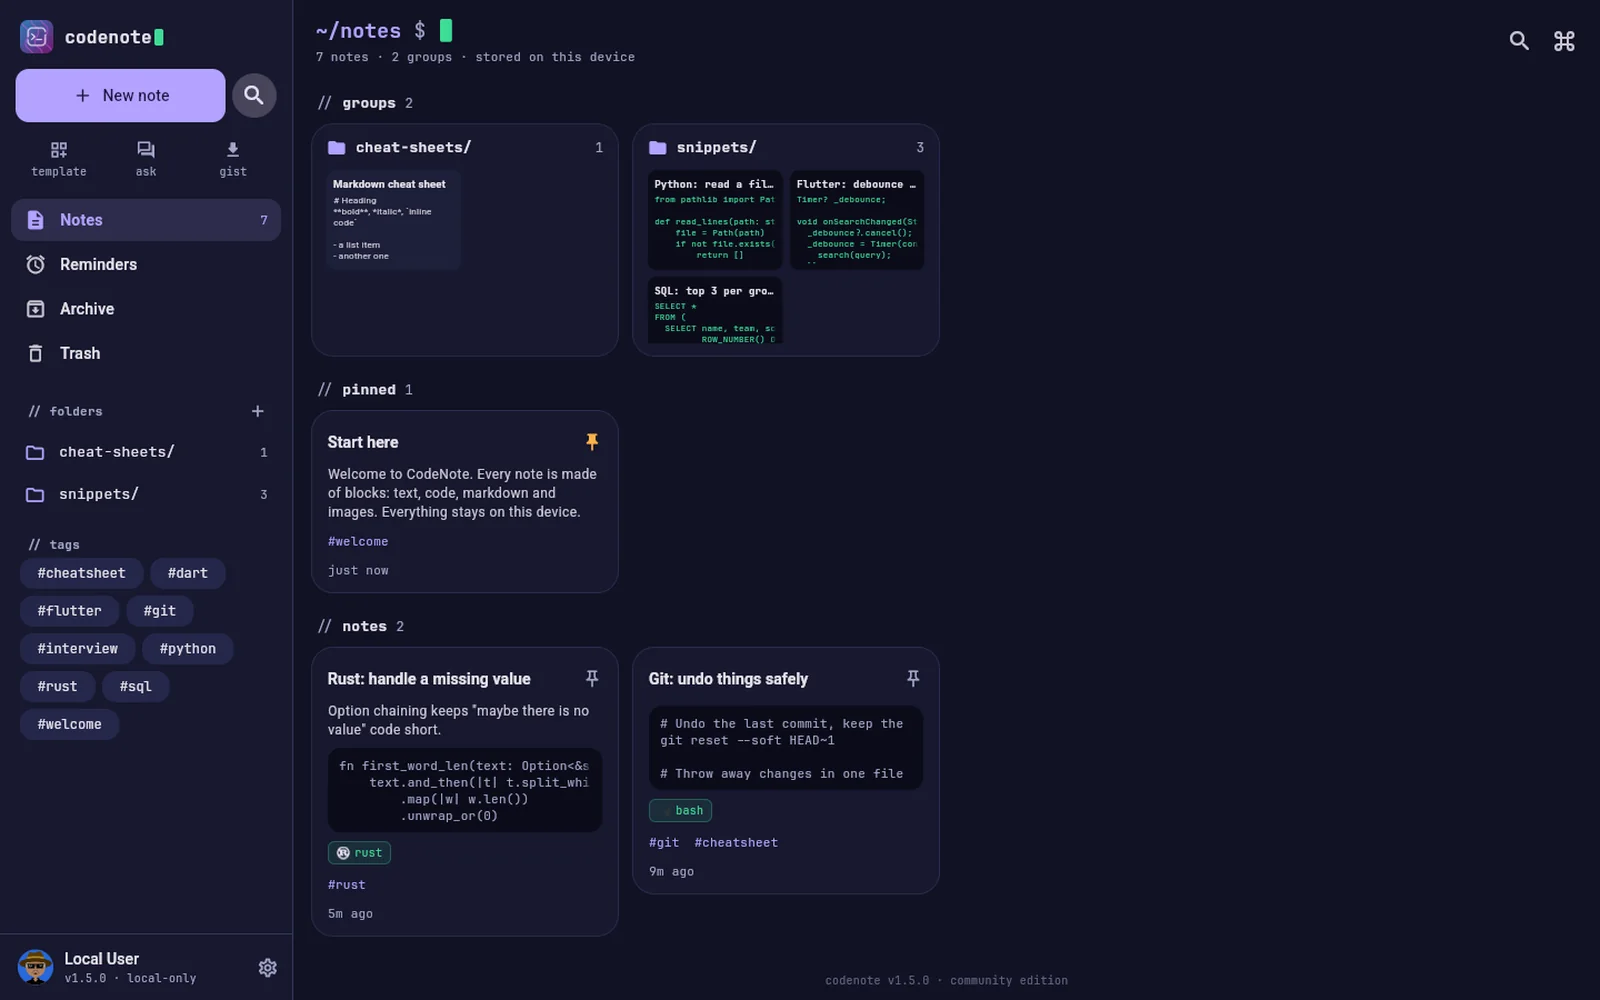 codenote
+ New note
template
ask
gist
Notes 7
Reminders
Archive
Trash
// folders +
cheat-sheets/ 1
snippets/ 3
// tags
#cheatsheet #dart
#flutter #git
#interview #python
#rust #sql
#welcome
Local User
v1.5.0 · local-only
~/notes $
7 notes · 2 groups · stored on this device
// groups 2
cheat-sheets/ 1
Markdown cheat sheet
# Heading
**bold**, *italic*, `inline
code`
- a list item
- another one
snippets/ 3
Python: read a fil…
from pathlib import Pat
def read_lines(path: st
file = Path(path)
if not file.exists(
return []
Flutter: debounce …
Timer? _debounce;
void onSearchChanged(St
_debounce?.cancel();
_debounce = Timer(con
search(query);
SQL: top 3 per gro…
SELECT *
FROM (
SELECT name, team, sc
ROW_NUMBER() O
// pinned 1
Start here
Welcome to CodeNote. Every note is made
of blocks: text, code, markdown and
images. Everything stays on this device.
#welcome
just now
// notes 2
Rust: handle a missing value
Option chaining keeps "maybe there is no
value" code short.
fn first_word_len(text: Option<&s
text.and_then(|t| t.split_whi
.map(|w| w.len())
.unwrap_or(0)
rust
#rust
5m ago
Git: undo things safely
# Undo the last commit, keep the
git reset --soft HEAD~1
# Throw away changes in one file
bash
#git #cheatsheet
9m ago
codenote v1.5.0 · community edition